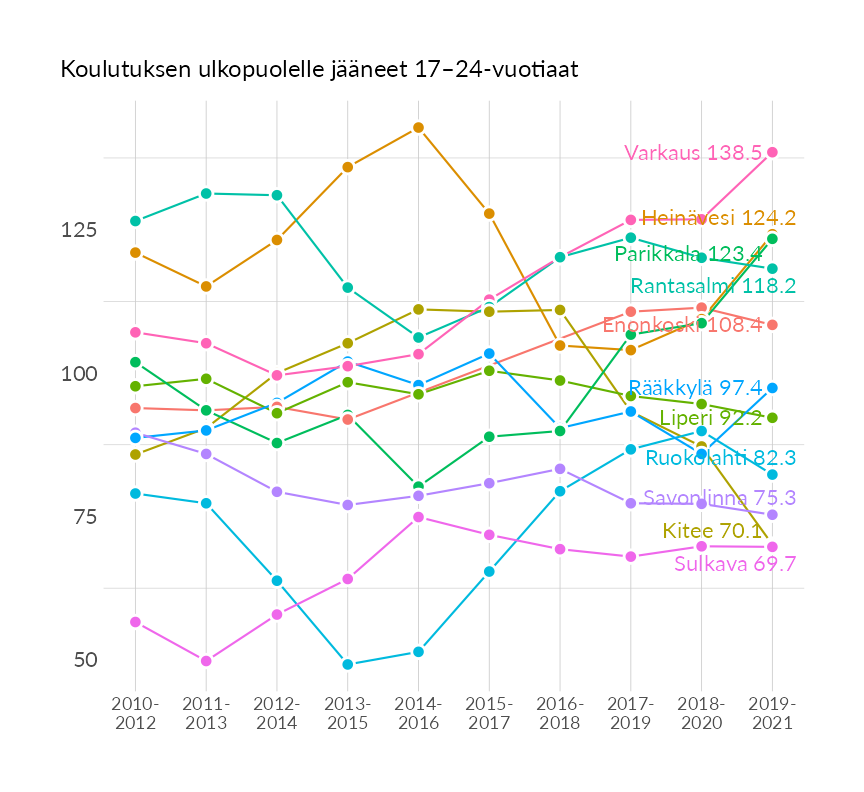 Koulutuksen ulkopuolelle jääneet 17–24-vuotiaat
Varkaus 138.5
Heinävesi 124.2
125
Parikkala 123.4
Rantasalmi 118.2
Enonkoski 108.4
100
Rääkkylä 97.4
Liperi 92.2
Ruokolahti 82.3
Savonlinna 75.3
75
Kitee 70.1
Sulkava 69.7
50
2010- 2011- 2012- 2013- 2014- 2015- 2016- 2017- 2018- 2019-
2012 2013 2014 2015 2016 2017 2018 2019 2020 2021